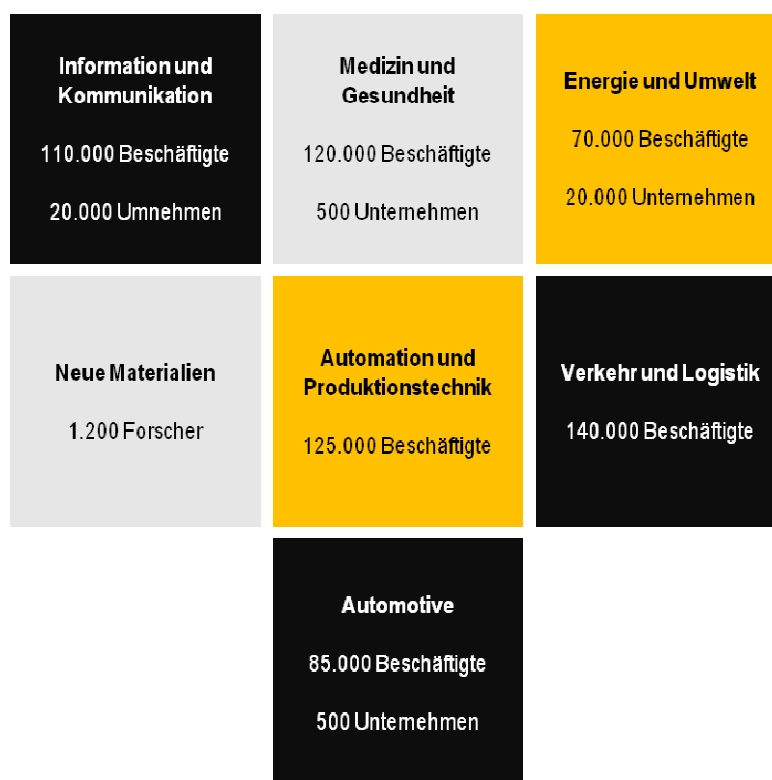 Information und
Kommunikation
110.000 Beschäftigte
20.000 Umnehmen
Medizin und
Gesundheit
120.000 Beschäftigte
500 Unternehmen
Energie und Umwelt
70.000 Beschäftigte
20.000 Unternehmen
Neue Materialien
1.200 Forscher
Automation und
Produktionstechnik
125.000 Beschäftigte
Verkehr und Logistik
140.000 Beschäftigte
Automotive
85.000 Beschäftigte
500 Unternehmen